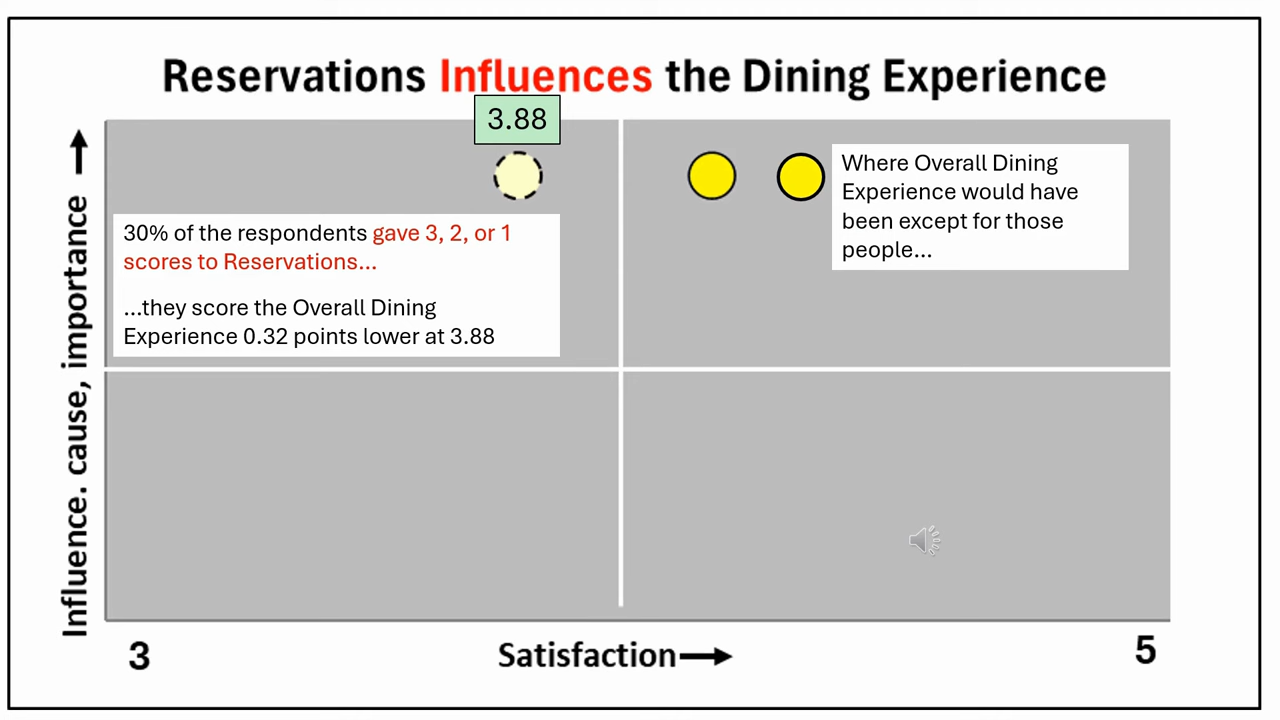 Reservations Influences the Dining Experience
3.88
Where Overall Dining
Experience would have
been except for those
people...
30% of the respondents gave 3, 2, or 1
scores to Reservations...
...they score the Overall Dining
Experience 0.32 points lower at 3.88
Influence. cause, importance
3
Satisfaction
5